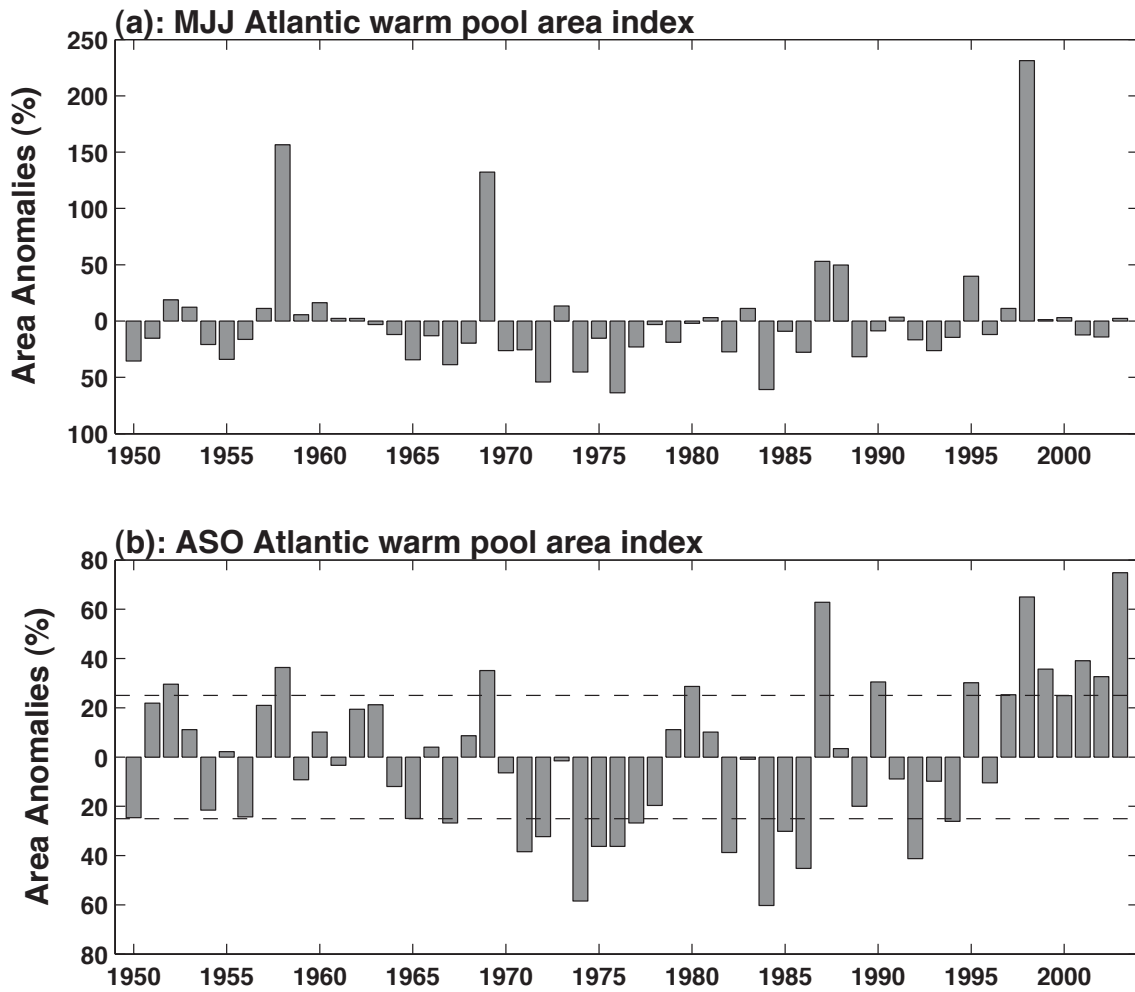 (a): MJJ Atlantic warm pool area index
250
200
150
100
50
0
50
100
Area Anomalies (%)
1950 1955 1960 1965 1970 1975 1980 1985 1990 1995 2000
(b): ASO Atlantic warm pool area index
80
60
40
20
0
20
40
60
80
Area Anomalies (%)
1950 1955 1960 1965 1970 1975 1980 1985 1990 1995 2000